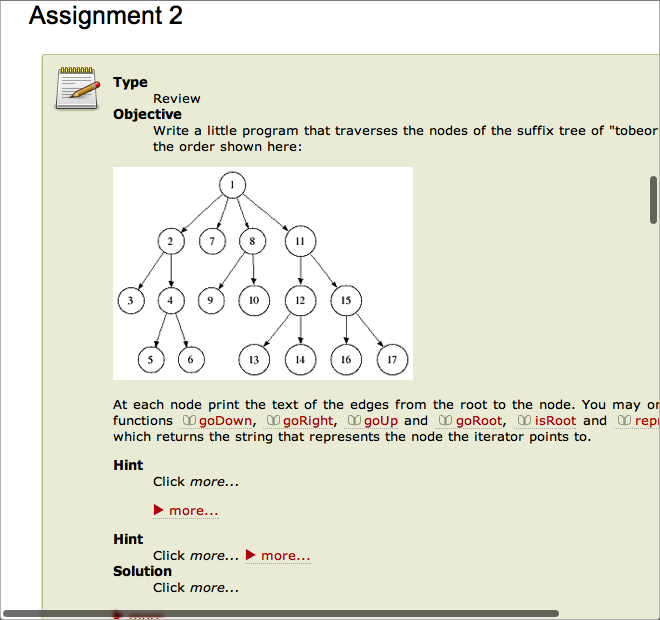 Assignment 2
Type
Review
Objective
Write a little program that traverses the nodes of the suffix tree of "tobeor
the order shown here:
1
2 7 8 11
3 4 9 10 12 15
5 6 13 14 16 17
At each node print the text of the edges from the root to the node. You may or
functions goDown, goRight, goUp and goRoot, isRoot and repr
which returns the string that represents the node the iterator points to.
Hint
Click more...
more...
Hint
Click more... more...
Solution
Click more...